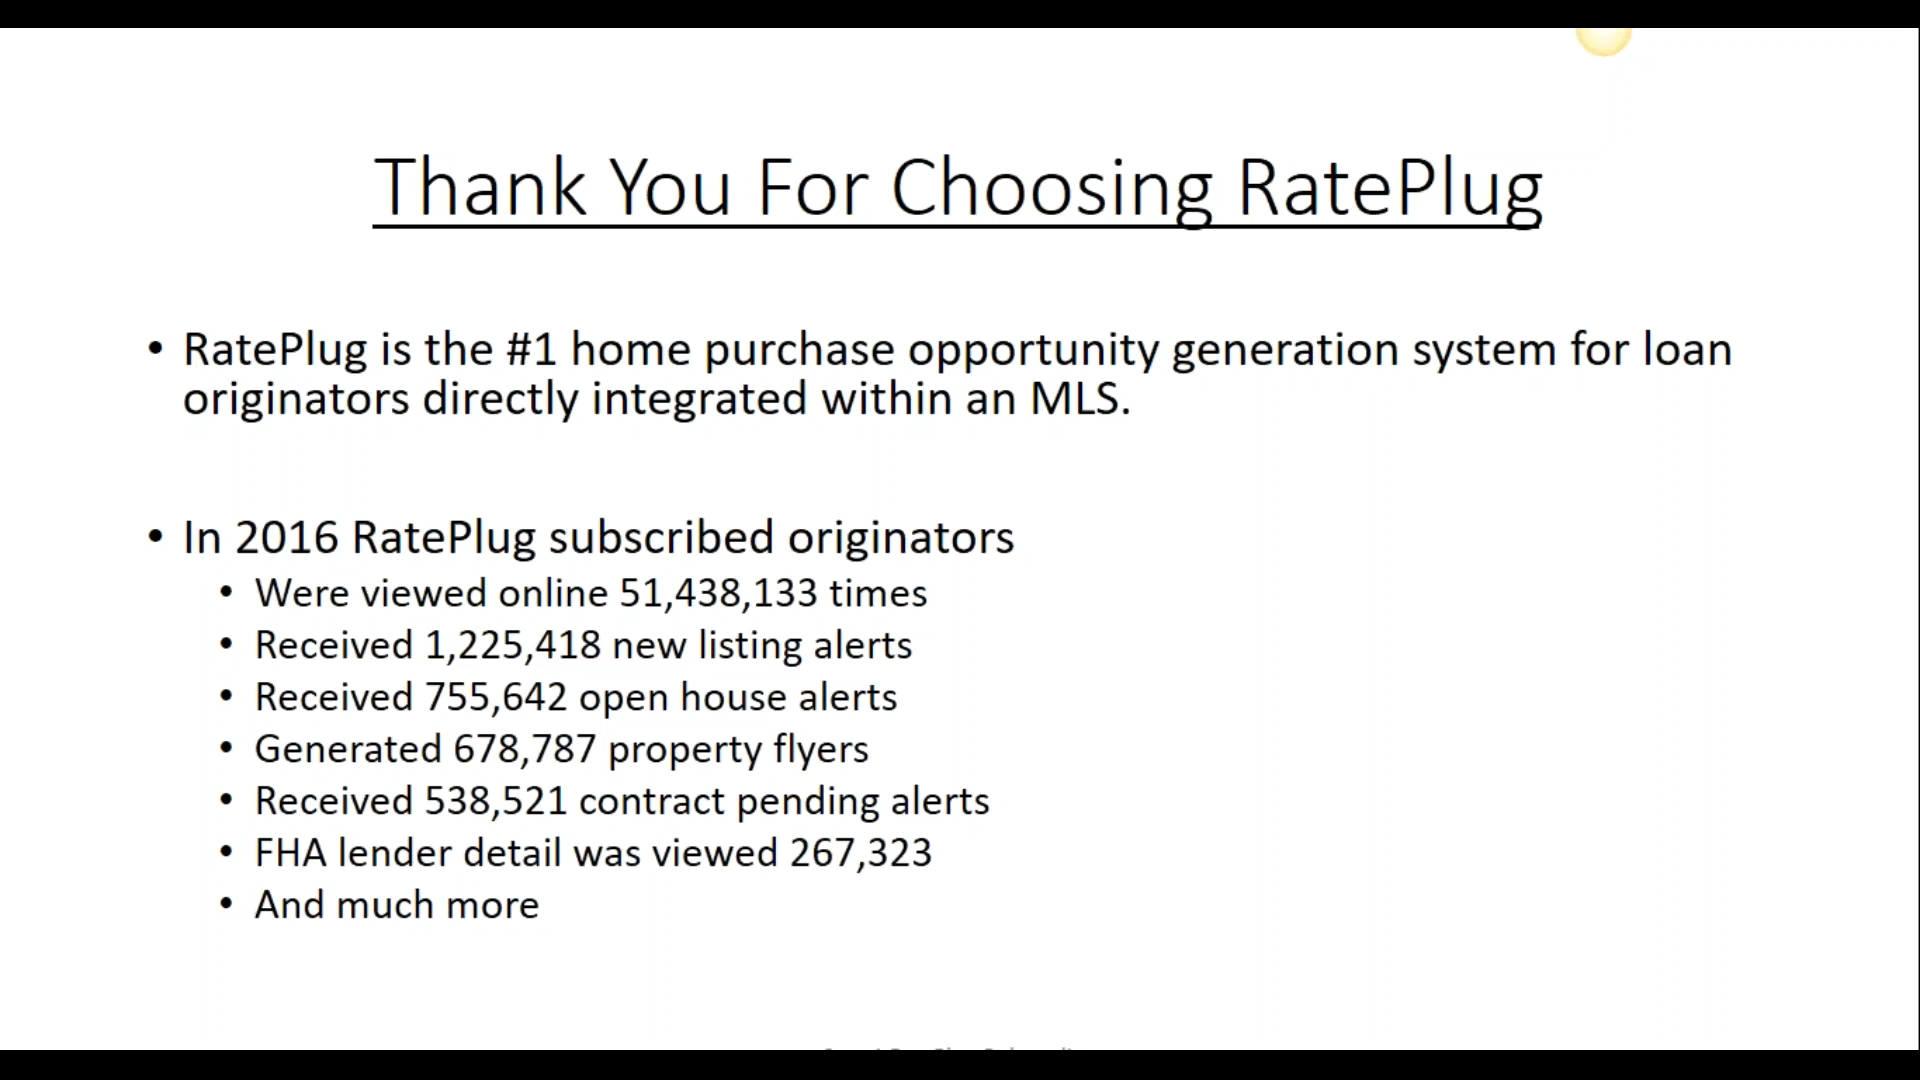 Thank You For Choosing RatePlug
• RatePlug is the #1 home purchase opportunity generation system for loan
originators directly integrated within an MLS.
• In 2016 RatePlug subscribed originators
• Were viewed online 51,438,133 times
• Received 1,225,418 new listing alerts
• Received 755,642 open house alerts
• Generated 678,787 property flyers
• Received 538,521 contract pending alerts
• FHA lender detail was viewed 267,323
• And much more